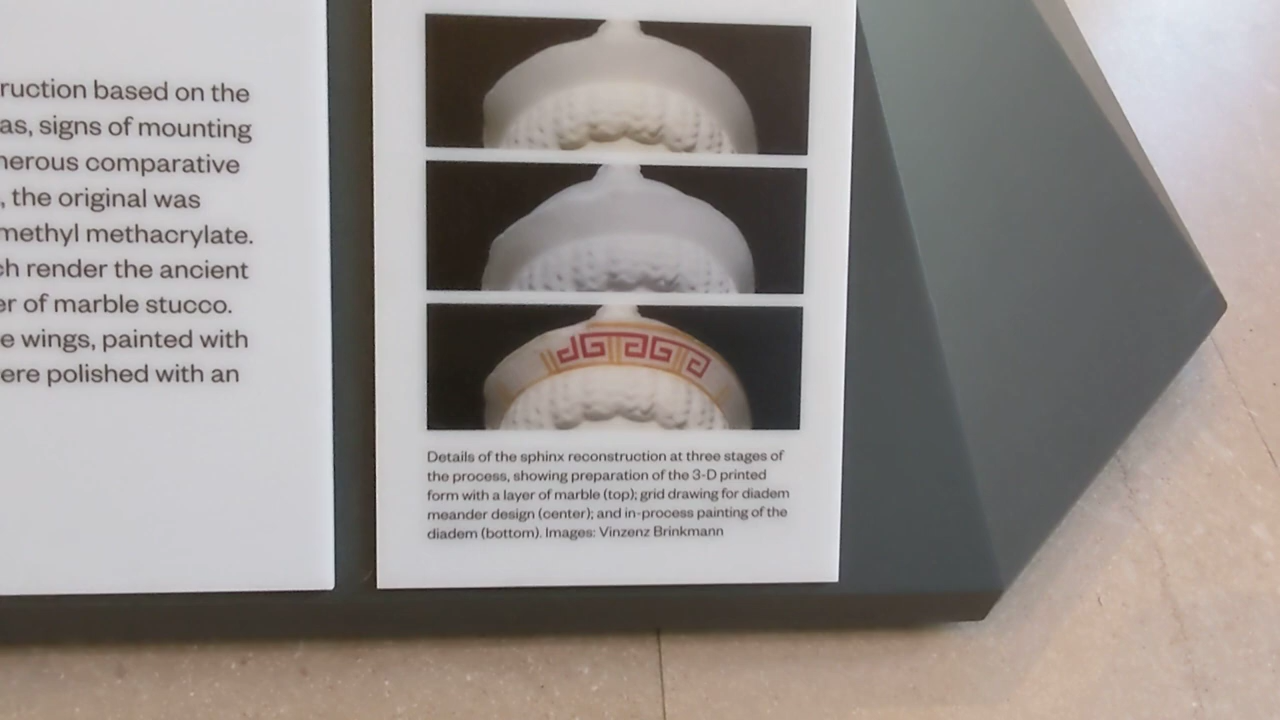 ruction based on the
as, signs of mounting
nerous comparative
, the original was
methyl methacrylate.
ch render the ancient
er of marble stucco.
e wings, painted with
ere polished with an
Details of the sphinx reconstruction at three stages of
the process, showing preparation of the 3-D printed
form with a layer of marble (top); grid drawing for diadem
meander design (center); and in-process painting of the
diadem (bottom). Images: Vinzenz Brinkmann